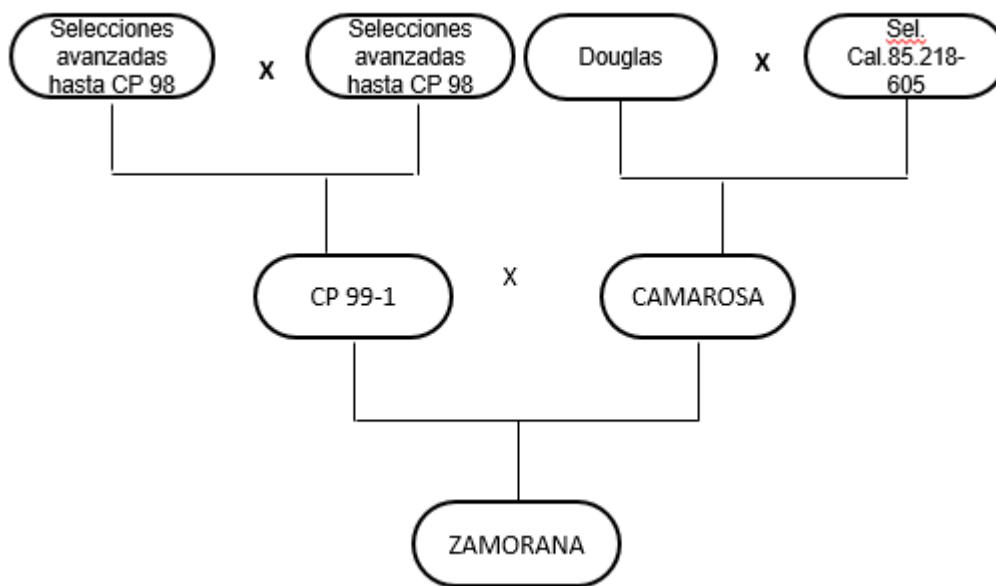 Selecciones
avanzadas
hasta CP 98
X
Selecciones
avanzadas
hasta CP 98
Douglas
X
Sel.
Cal.85.218-
605
CP 99-1
X
CAMAROSA
ZAMORANA